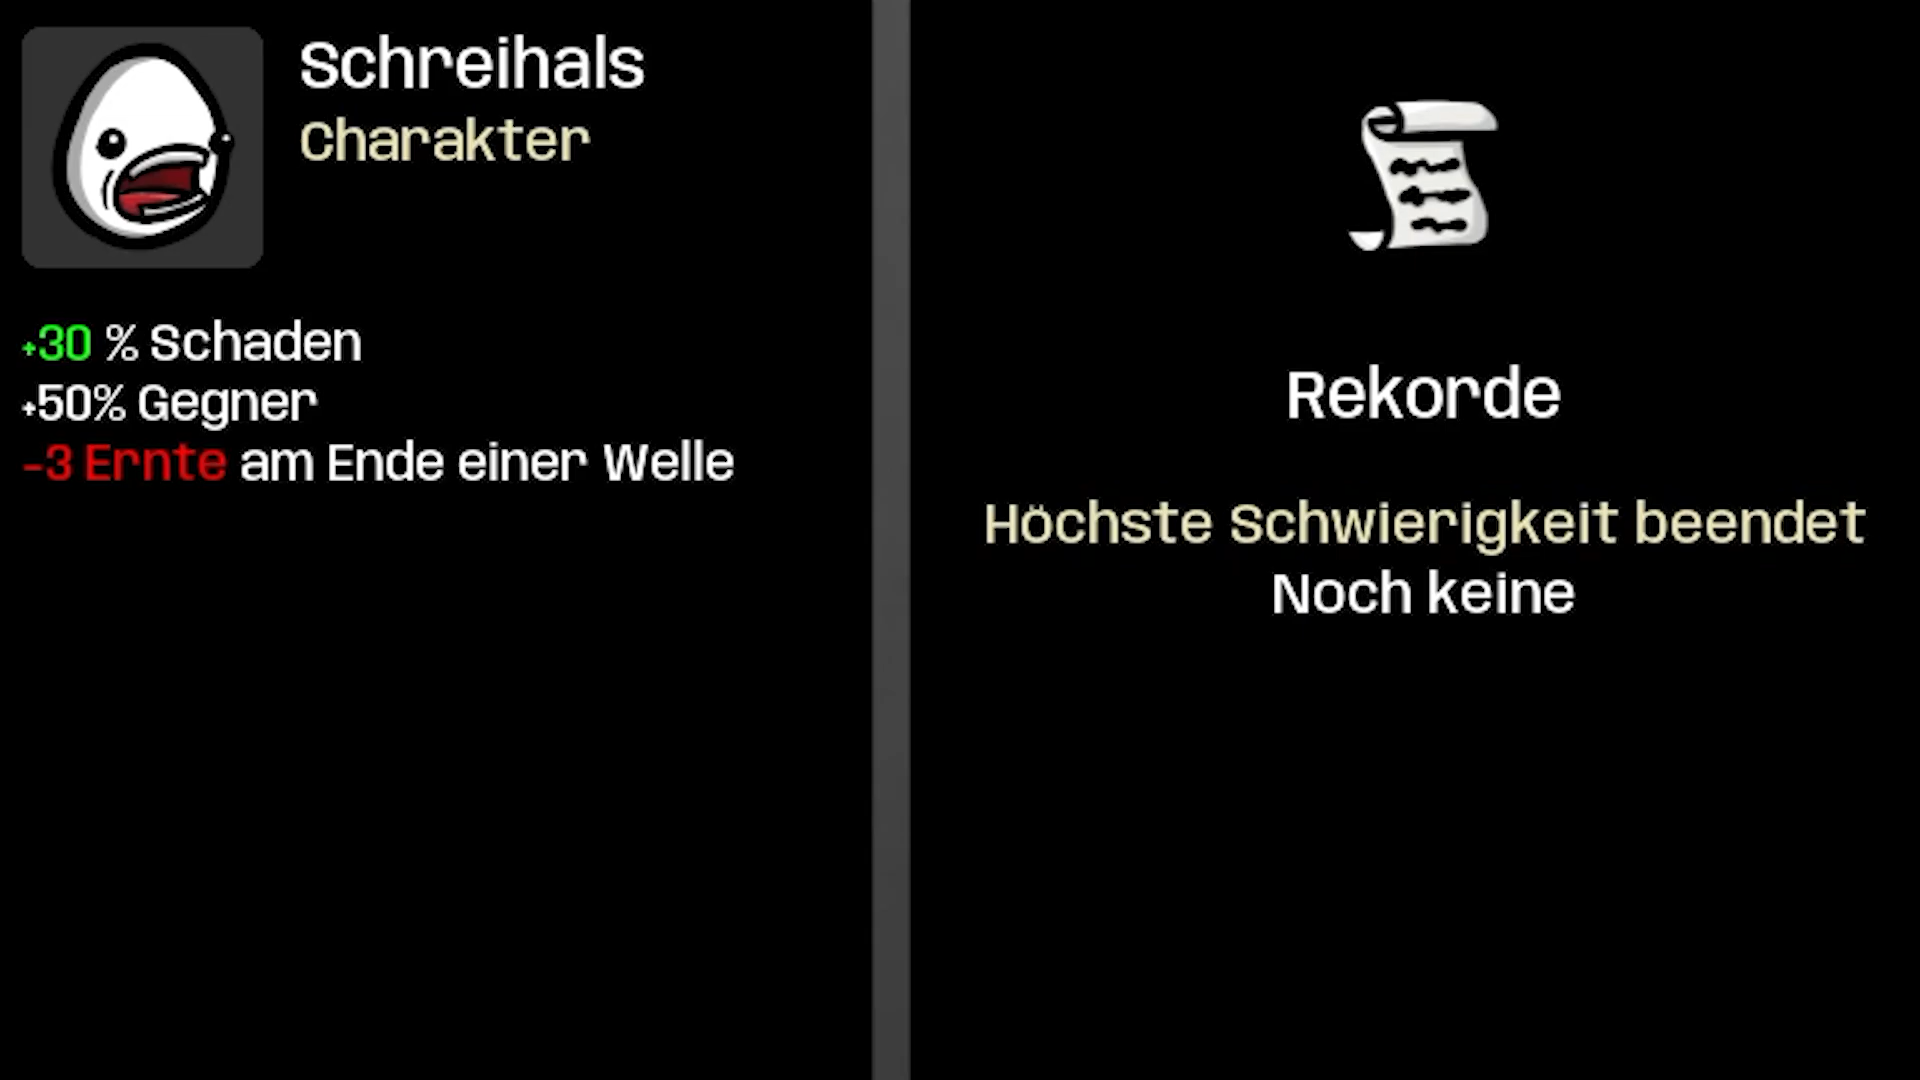 Schreihals
Charakter
+30 % Schaden
+50% Gegner
-3 Ernte am Ende einer Welle
Rekorde
Höchste Schwierigkeit beendet
Noch keine